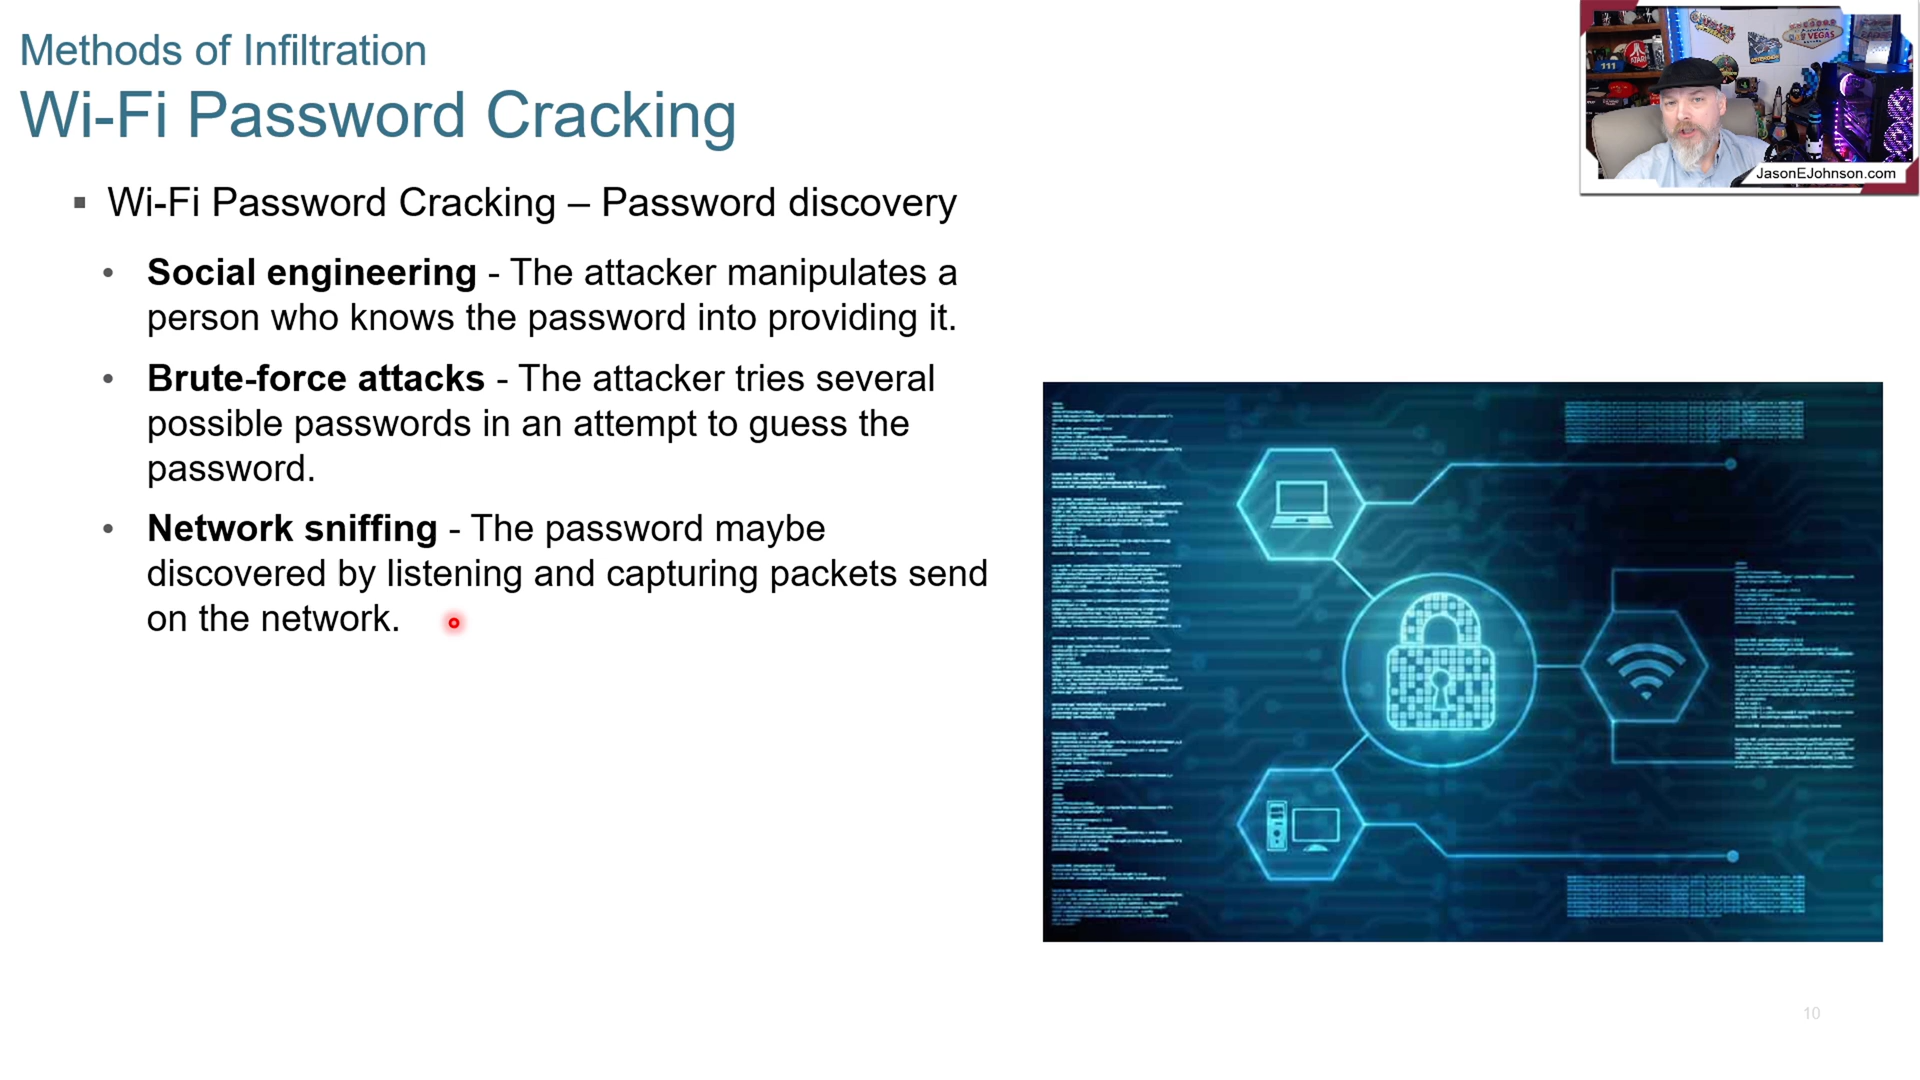 Methods of Infiltration
Wi-Fi Password Cracking
▪ Wi-Fi Password Cracking – Password discovery
• Social engineering - The attacker manipulates a
person who knows the password into providing it.
• Brute-force attacks - The attacker tries several
possible passwords in an attempt to guess the
password.
• Network sniffing - The password maybe
discovered by listening and capturing packets send
on the network.
ATARI
111
VEGAS
JasonEJohnson.com
10